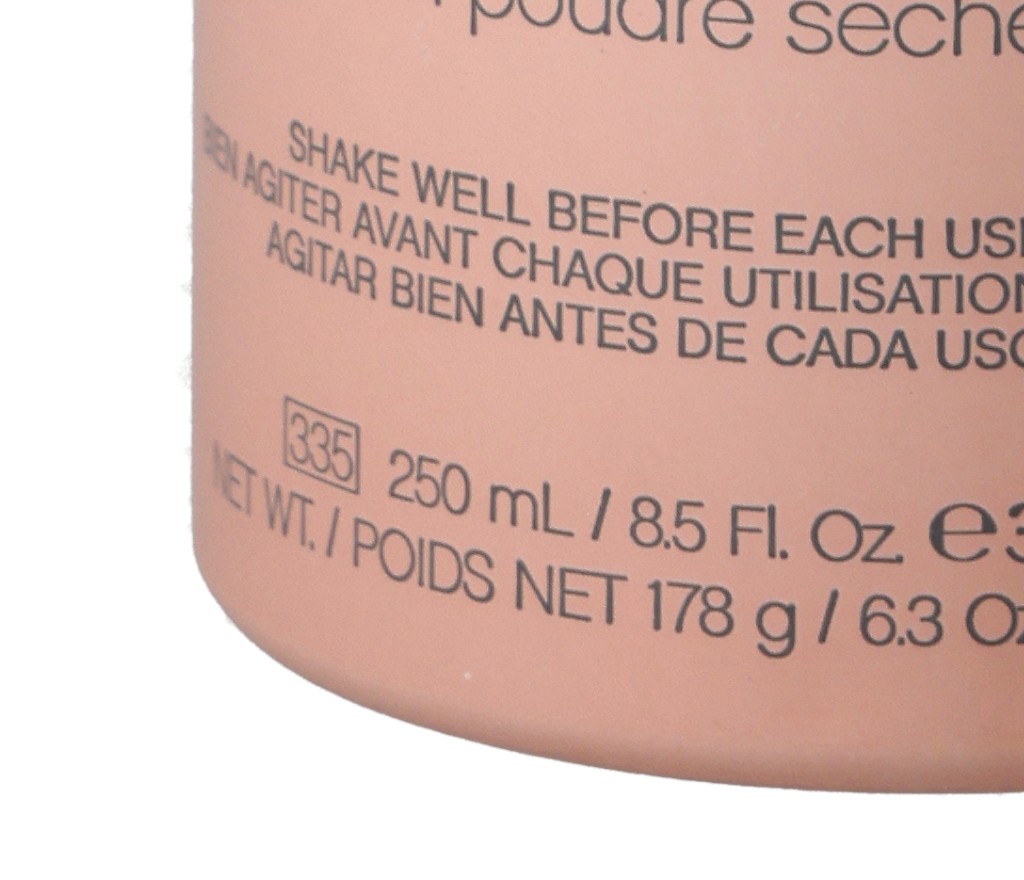 poudre sèche
SHAKE WELL BEFORE EACH USE
BIEN AGITER AVANT CHAQUE UTILISATION
AGITAR BIEN ANTES DE CADA USO
335 250 mL / 8.5 Fl. Oz. e 3
NET WT. / POIDS NET 178 g / 6.3 Oz